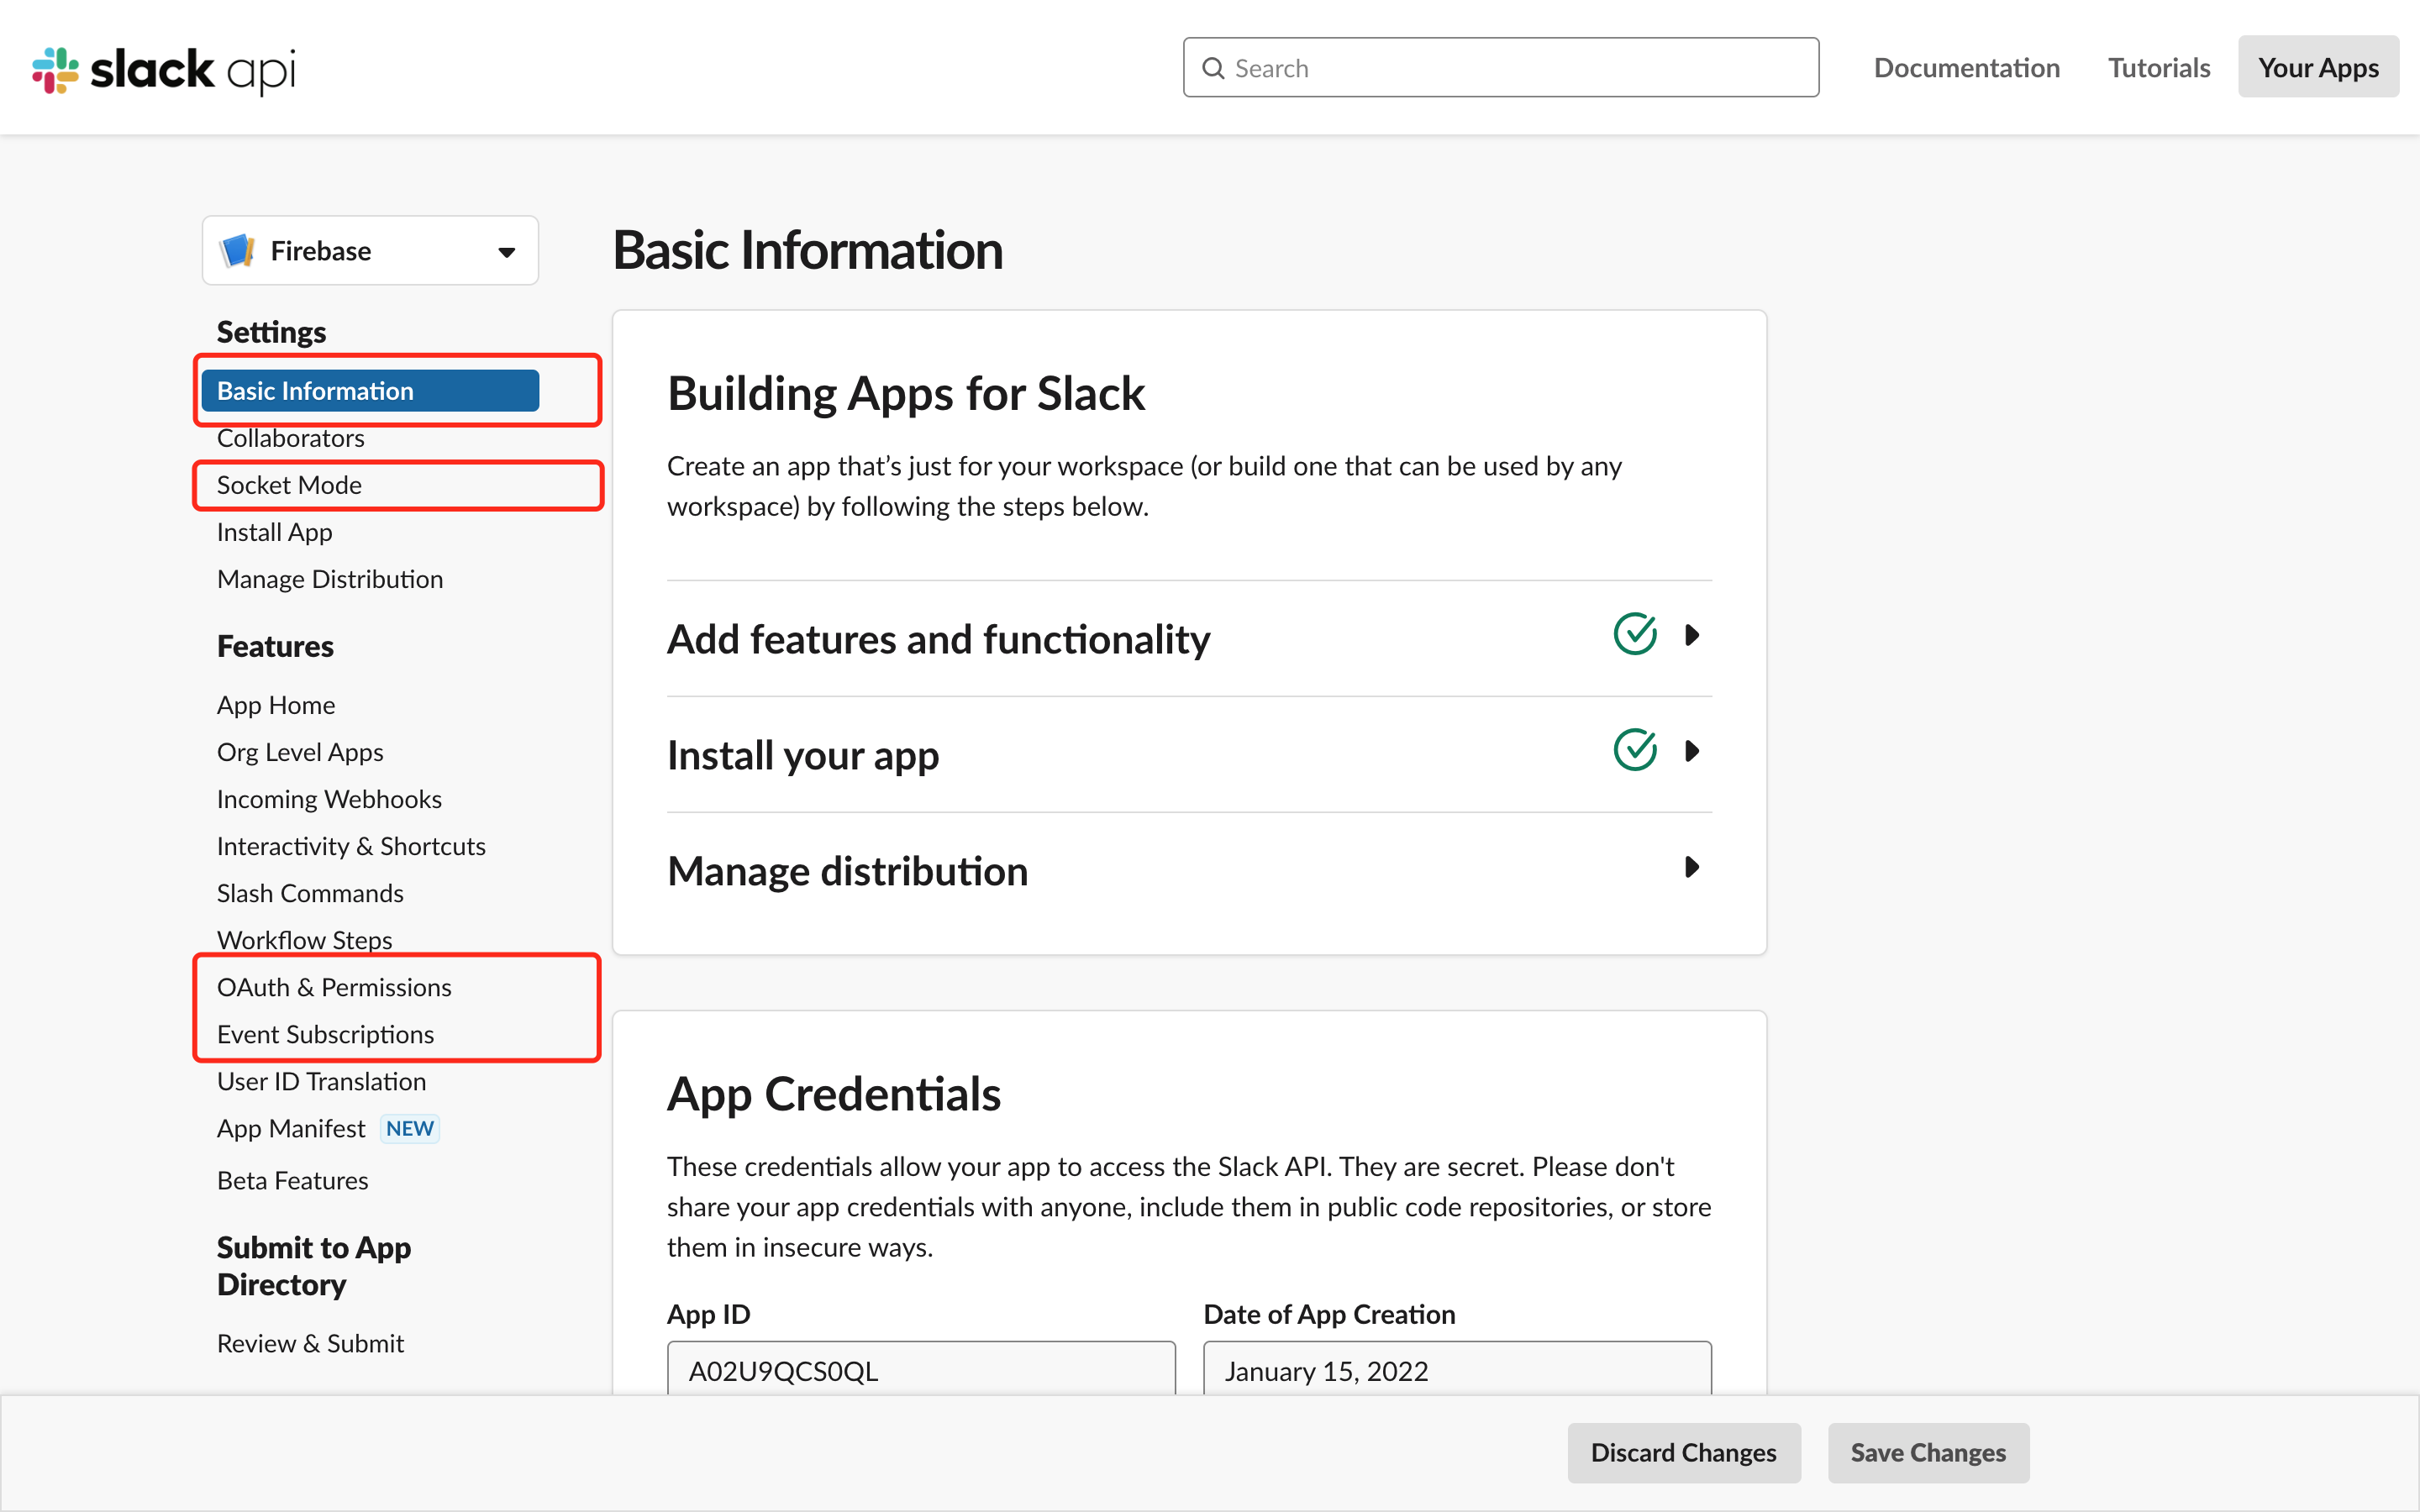 slack api
Search
Documentation
Tutorials
Your Apps
Firebase
Settings
Basic Information
Collaborators
Socket Mode
Install App
Manage Distribution
Features
App Home
Org Level Apps
Incoming Webhooks
Interactivity & Shortcuts
Slash Commands
Workflow Steps
OAuth & Permissions
Event Subscriptions
User ID Translation
App Manifest NEW
Beta Features
Submit to App
Directory
Review & Submit
Basic Information
Building Apps for Slack
Create an app that’s just for your workspace (or build one that can be used by any
workspace) by following the steps below.
Add features and functionality
Install your app
Manage distribution
App Credentials
These credentials allow your app to access the Slack API. They are secret. Please don't
share your app credentials with anyone, include them in public code repositories, or store
them in insecure ways.
App ID
A02U9QCS0QL
Date of App Creation
January 15, 2022
Discard Changes
Save Changes